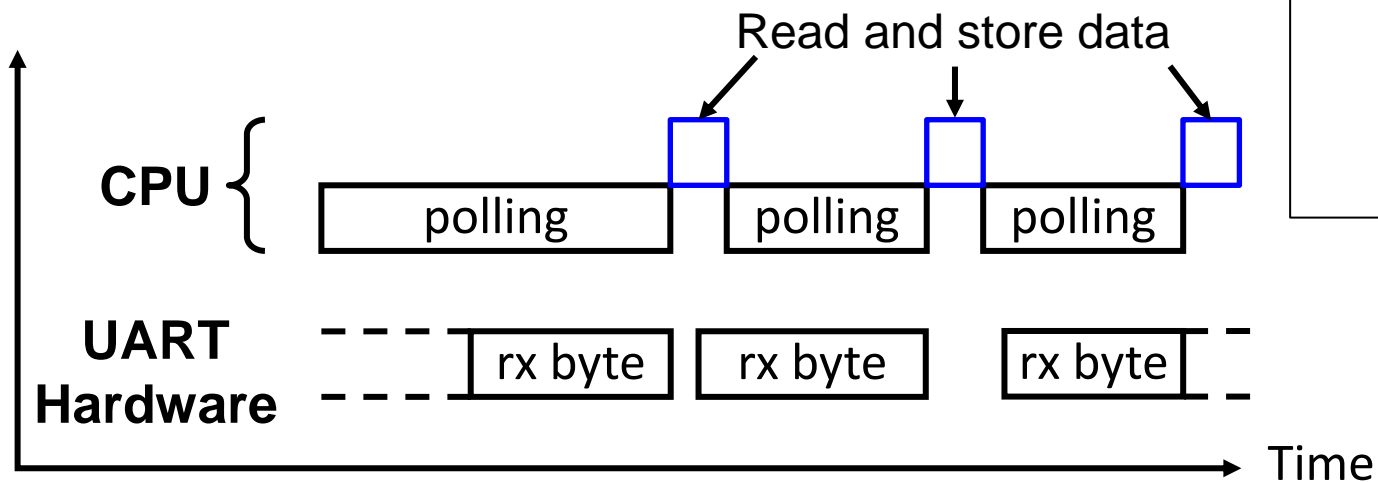 Read and store data
CPU
polling polling polling
UART
Hardware
rx byte rx byte rx byte
Time